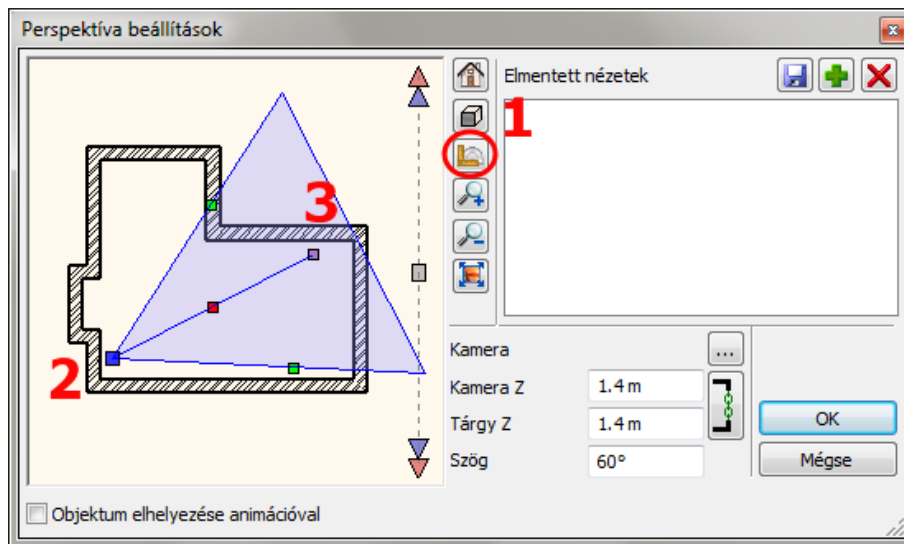 Perspektíva beállítások
Elmentett nézetek
1
3
2
Kamera
...
Kamera Z
1.4 m
Tárgy Z
1.4 m
Szög
60°
OK
Mégse
Objektum elhelyezése animációval